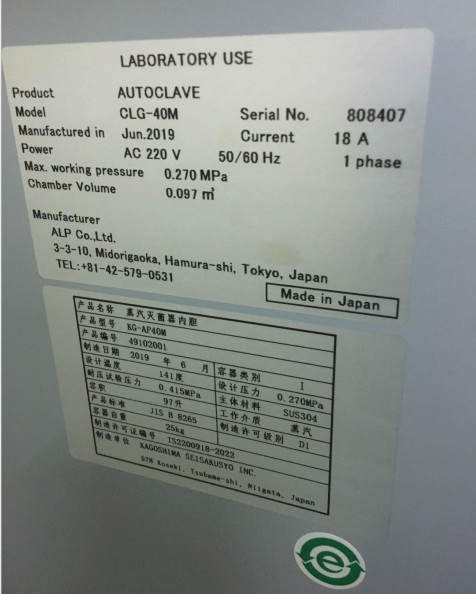 LABORATORY USE
Product AUTOCLAVE
Model CLG-40M Serial No. 808407
Manufactured in Jun.2019 Current 18 A
Power AC 220 V 50/60 Hz 1 phase
Max. working pressure 0.270 MPa
Chamber Volume 0.097 ㎥
Manufacturer
ALP Co.,Ltd.
3-3-10, Midorigaoka, Hamura-shi, Tokyo, Japan
TEL:+81-42-579-0531
Made in Japan
产品名称 蒸汽灭菌器内胆
产品型号 KG-AP40M
产品编号 49102001
制造日期 2019 年 6 月 容器类别 I
设计温度 141度 设计压力 0.270MPa
耐压试验压力 0.415MPa 主体材料 SUS304
容积 97升 工作介质 蒸汽
产品标准 JIS B 8265 制造许可级别 D1
容器自重 25kg
制造许可证编号 TS2200918-2022
制造单位 KAGOSHIMA SEISAKUSYO INC.
578 Koseki, Tsubame-shi, Niigata, Japan
e